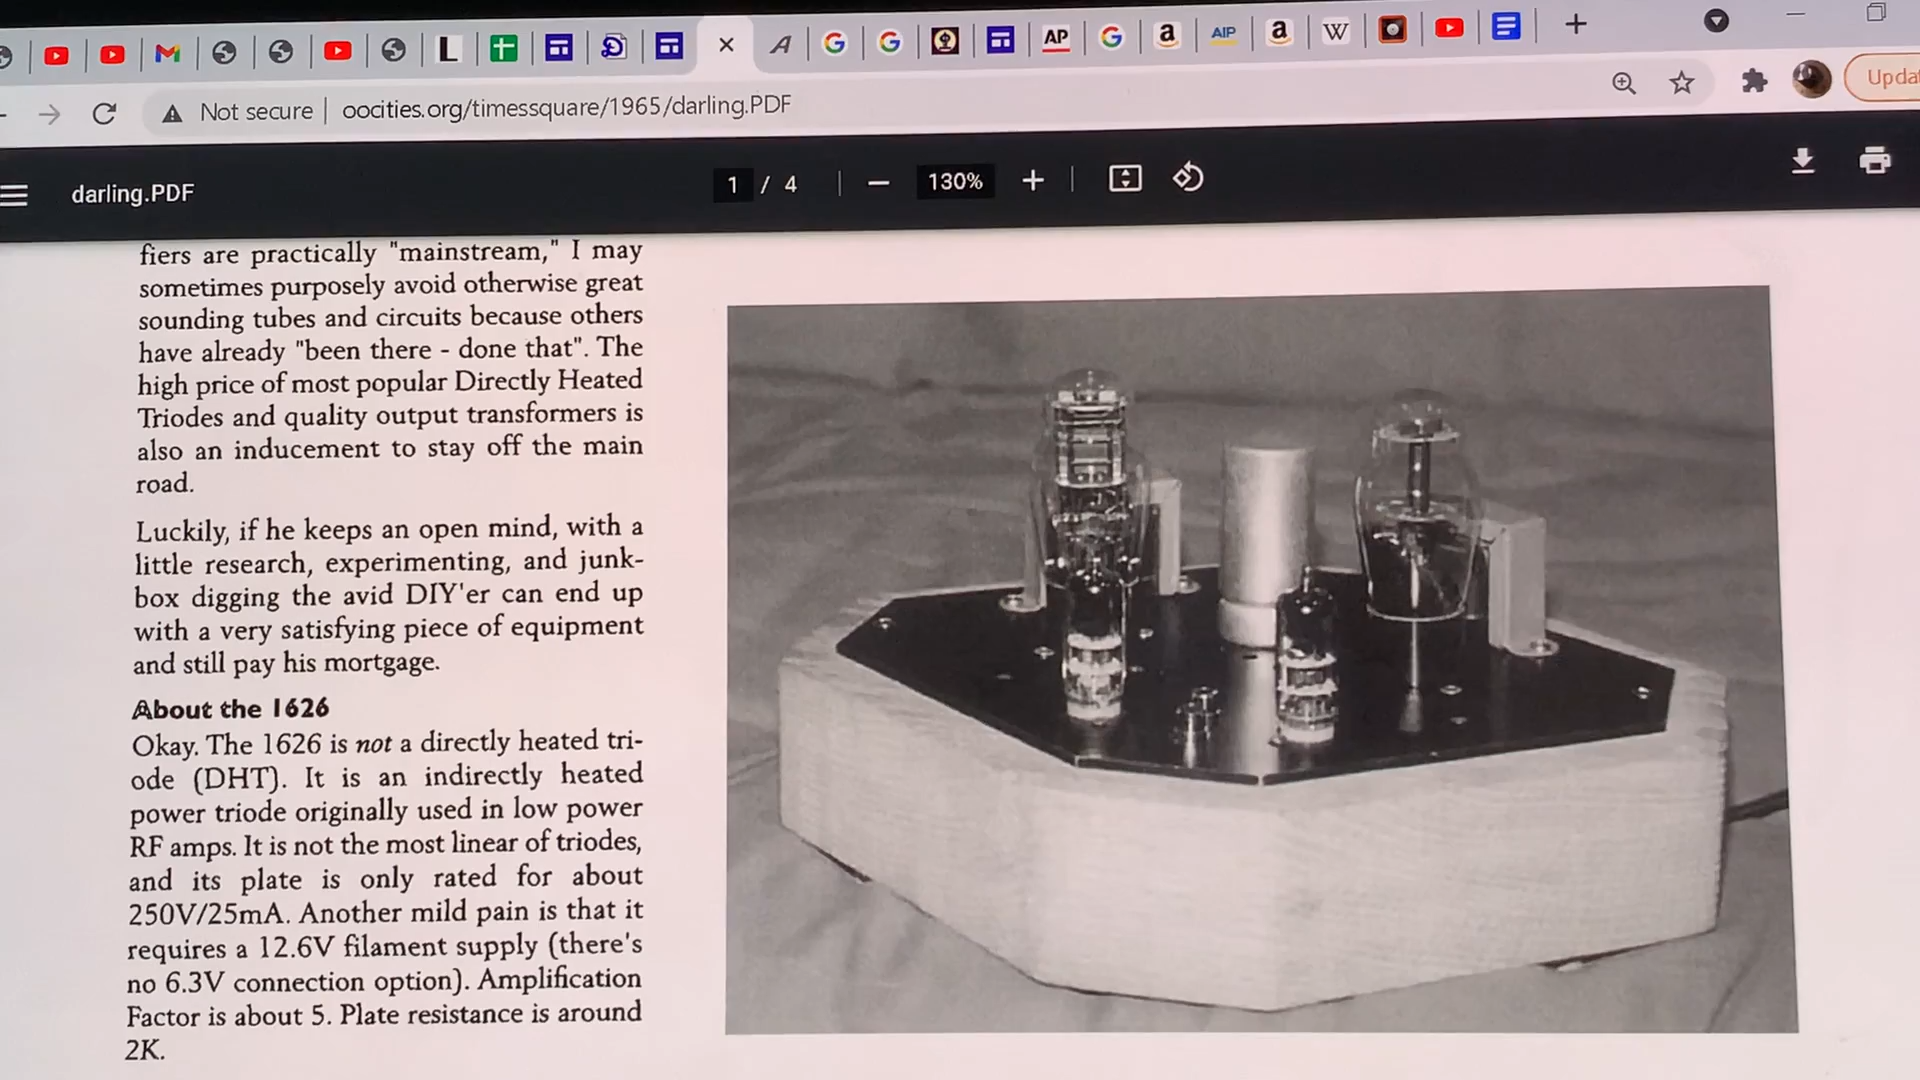 L
A
AP
a
AIP
a
W
Not secure | oocities.org/timessquare/1965/darling.PDF
darling.PDF
1 / 4
130%
fiers are practically "mainstream," I may
sometimes purposely avoid otherwise great
sounding tubes and circuits because others
have already "been there - done that". The
high price of most popular Directly Heated
Triodes and quality output transformers is
also an inducement to stay off the main
road.
Luckily, if he keeps an open mind, with a
little research, experimenting, and junk-
box digging the avid DIY'er can end up
with a very satisfying piece of equipment
and still pay his mortgage.
About the 1626
Okay. The 1626 is not a directly heated tri-
ode (DHT). It is an indirectly heated
power triode originally used in low power
RF amps. It is not the most linear of triodes,
and its plate is only rated for about
250V/25mA. Another mild pain is that it
requires a 12.6V filament supply (there's
no 6.3V connection option). Amplification
Factor is about 5. Plate resistance is around
2K.